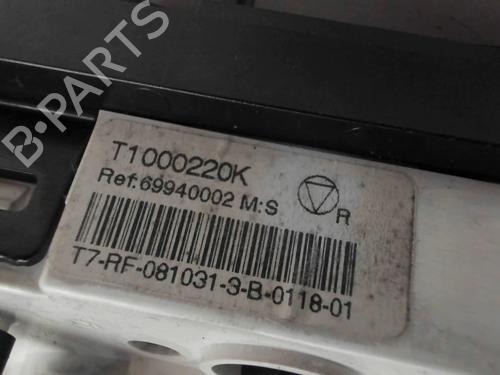 B-PARTS
T1000220K
Ref:69940002 M:S
R
T7-RF-081031-3-B-0118-01